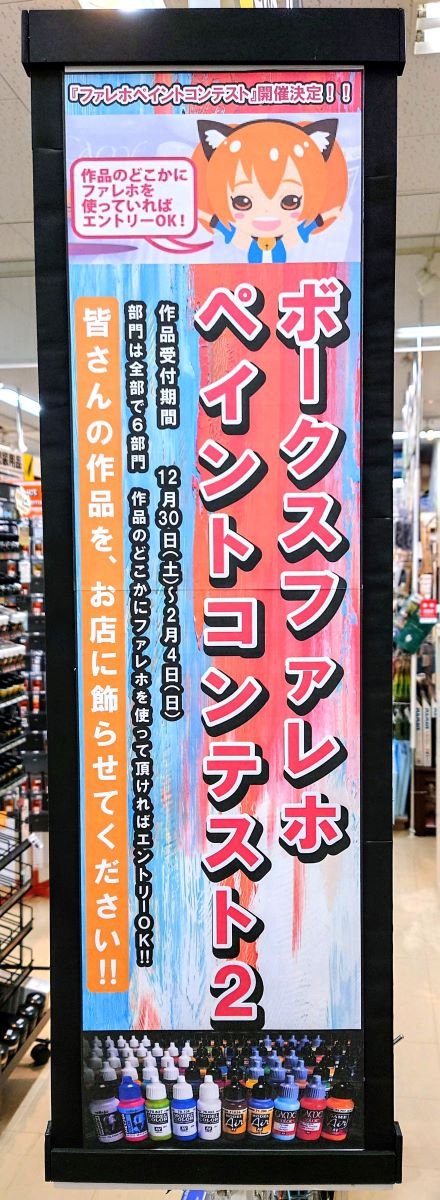 『ファレホペイントコンテスト』開催決定！！
作品のどこかに
ファレホを
使っていれば
エントリーOK！
ボークスファレホ
ペイントコンテスト2
作品受付期間 12月30日(土)～2月4日(日)
部門は全部で6部門 作品のどこかにファレホを使って頂ければエントリーOK!!
皆さんの作品を、お店に飾らせてください!!
MODEL
COLOR
MODEL
COLOR